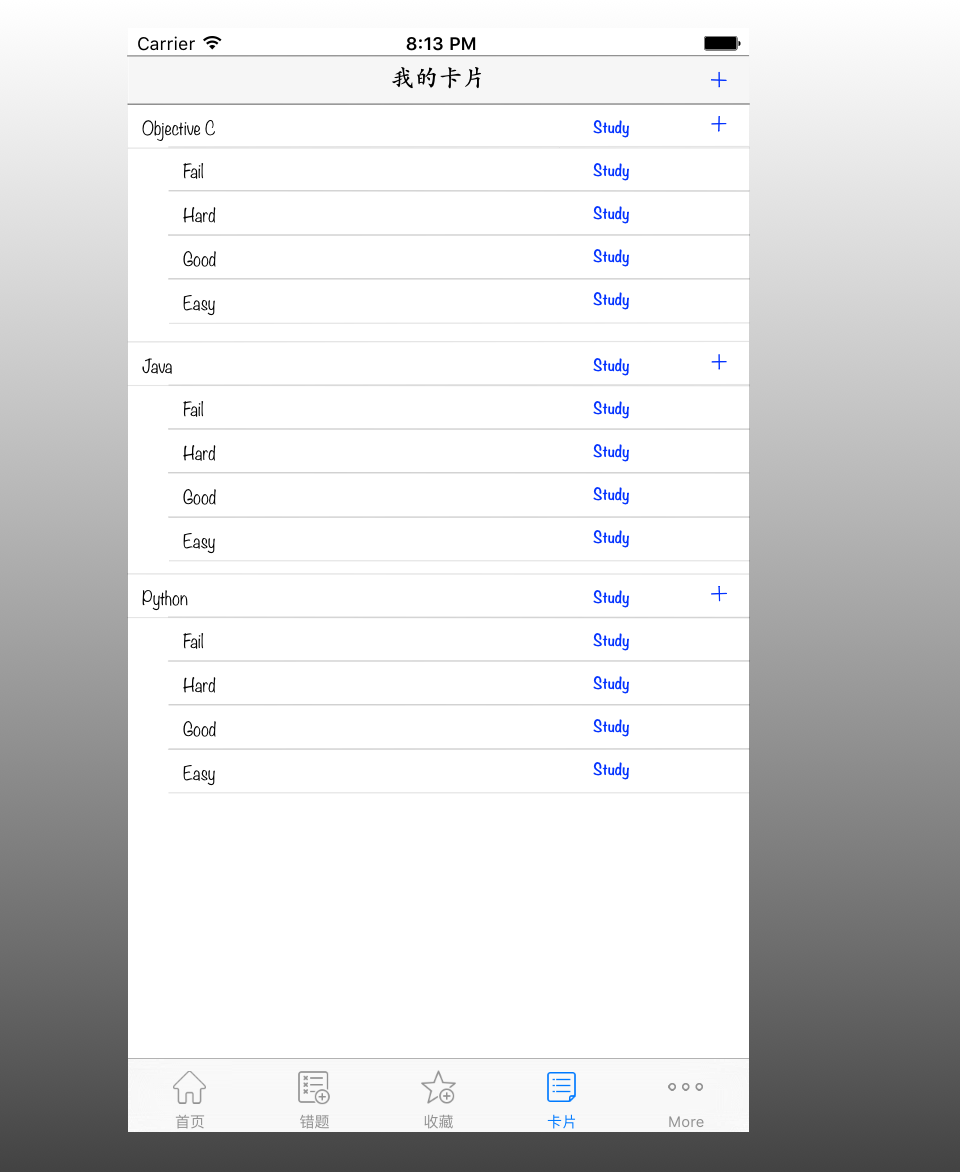 Carrier 8:13 PM
我的卡片 +
Objective C Study +
Fail Study
Hard Study
Good Study
Easy Study
Java Study +
Fail Study
Hard Study
Good Study
Easy Study
Python Study +
Fail Study
Hard Study
Good Study
Easy Study
首页 错题 收藏 卡片 More